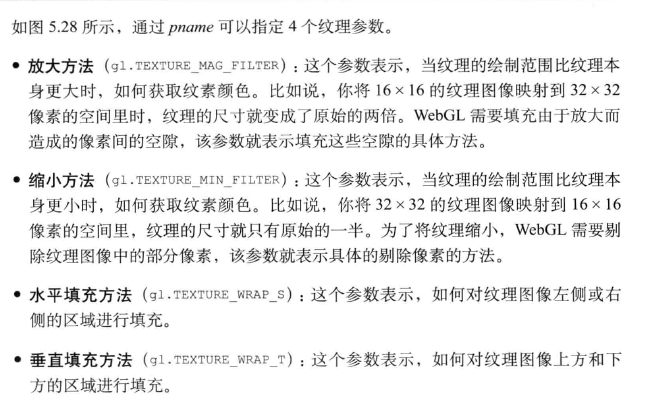 如图 5.28 所示，通过 pname 可以指定 4 个纹理参数。
• 放大方法（gl.TEXTURE_MAG_FILTER）：这个参数表示，当纹理的绘制范围比纹理本
身更大时，如何获取纹素颜色。比如说，你将 16 × 16 的纹理图像映射到 32 × 32
像素的空间里时，纹理的尺寸就变成了原始的两倍。WebGL 需要填充由于放大而
造成的像素间的空隙，该参数就表示填充这些空隙的具体方法。
• 缩小方法（gl.TEXTURE_MIN_FILTER）：这个参数表示，当纹理的绘制范围比纹理本
身更小时，如何获取纹素颜色。比如说，你将 32 × 32 的纹理图像映射到 16 × 16
像素的空间里，纹理的尺寸就只有原始的一半。为了将纹理缩小，WebGL 需要剔
除纹理图像中的部分像素，该参数就表示具体的剔除像素的方法。
• 水平填充方法（gl.TEXTURE_WRAP_S）：这个参数表示，如何对纹理图像左侧或右
侧的区域进行填充。
• 垂直填充方法（gl.TEXTURE_WRAP_T）：这个参数表示，如何对纹理图像上方和下
方的区域进行填充。